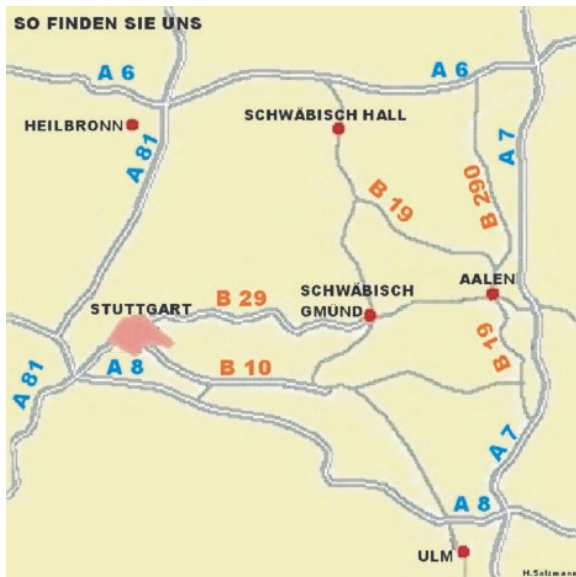 SO FINDEN SIE UNS
A 6
A 6
HEILBRONN
SCHWÄBISCH HALL
A 81
A 7
B 19
B 290
AALEN
SCHWÄBISCH
GMÜND
STUTTGART
B 29
B 19
A 81
A 8
B 10
A 7
A 8
ULM
H.Salzmann